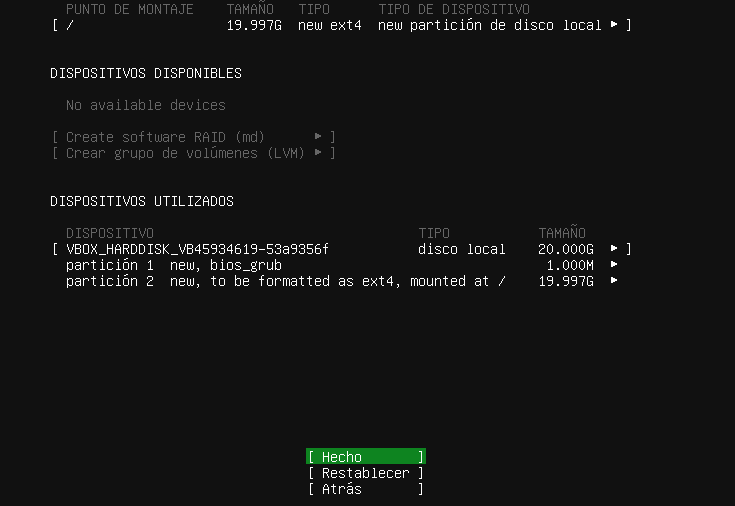 PUNTO DE MONTAJE TAMAÑO TIPO TIPO DE DISPOSITIVO
[ / 19.997G new ext4 new partición de disco local ▸ ]
DISPOSITIVOS DISPONIBLES
No available devices
[ Create software RAID (md) ▸ ]
[ Crear grupo de volúmenes (LVM) ▸ ]
DISPOSITIVOS UTILIZADOS
DISPOSITIVO TIPO TAMAÑO
[ VBOX_HARDDISK_VB45934619-53a9356f disco local 20.000G ▸ ]
partición 1 new, bios_grub 1.000M ▸
partición 2 new, to be formatted as ext4, mounted at / 19.997G ▸
[ Hecho ]
[ Restablecer ]
[ Atrás ]